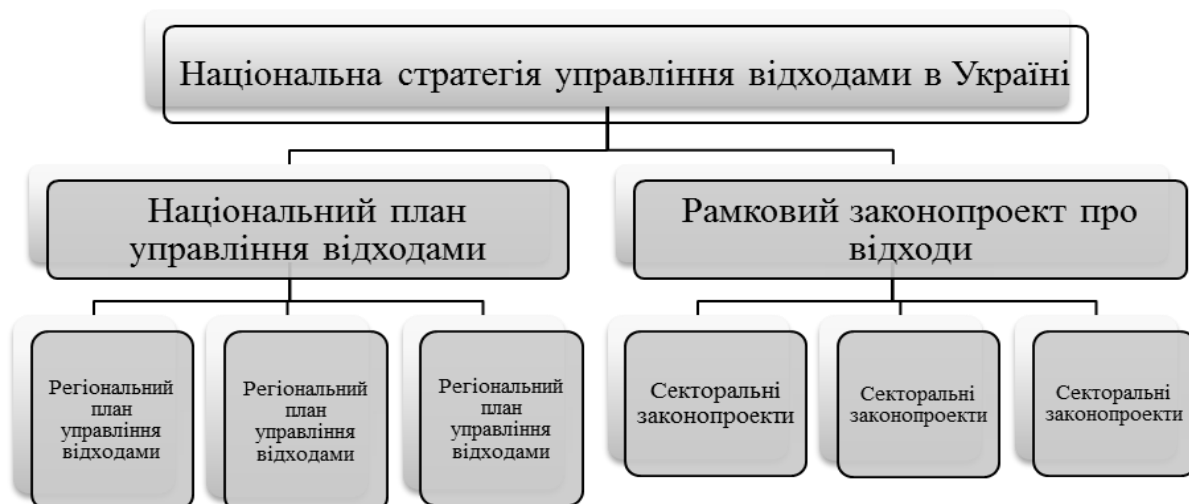 Національна стратегія управління відходами в Україні
Національний план
управління відходами
Рамковий законопроект про
відходи
Регіональний
план
управління
відходами
Регіональний
план
управління
відходами
Регіональний
план
управління
відходами
Секторальні
законопроекти
Секторальні
законопроекти
Секторальні
законопроекти